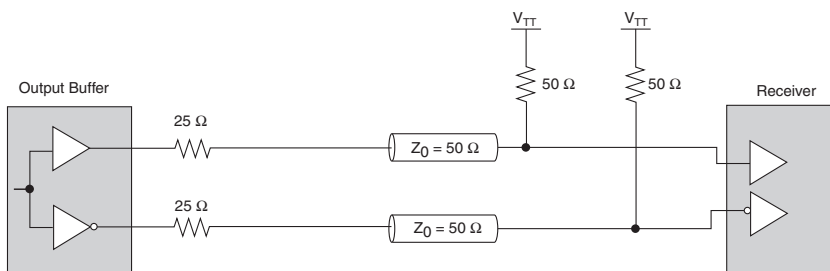 V_TT V_TT
50 Ω 50 Ω
Output Buffer Receiver
25 Ω
Z_0 = 50 Ω
25 Ω
Z_0 = 50 Ω